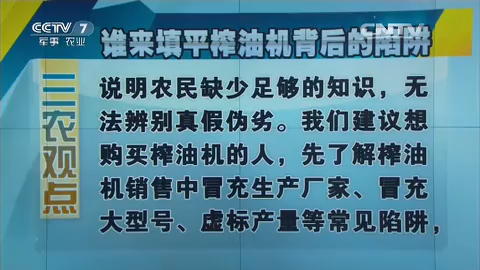 CCTV 7
军事 农业
CNTV
谁来填平榨油机背后的陷阱
三农观点
说明农民缺少足够的知识，无
法辨别真假伪劣。我们建议想
购买榨油机的人，先了解榨油
机销售中冒充生产厂家、冒充
大型号、虚标产量等常见陷阱，